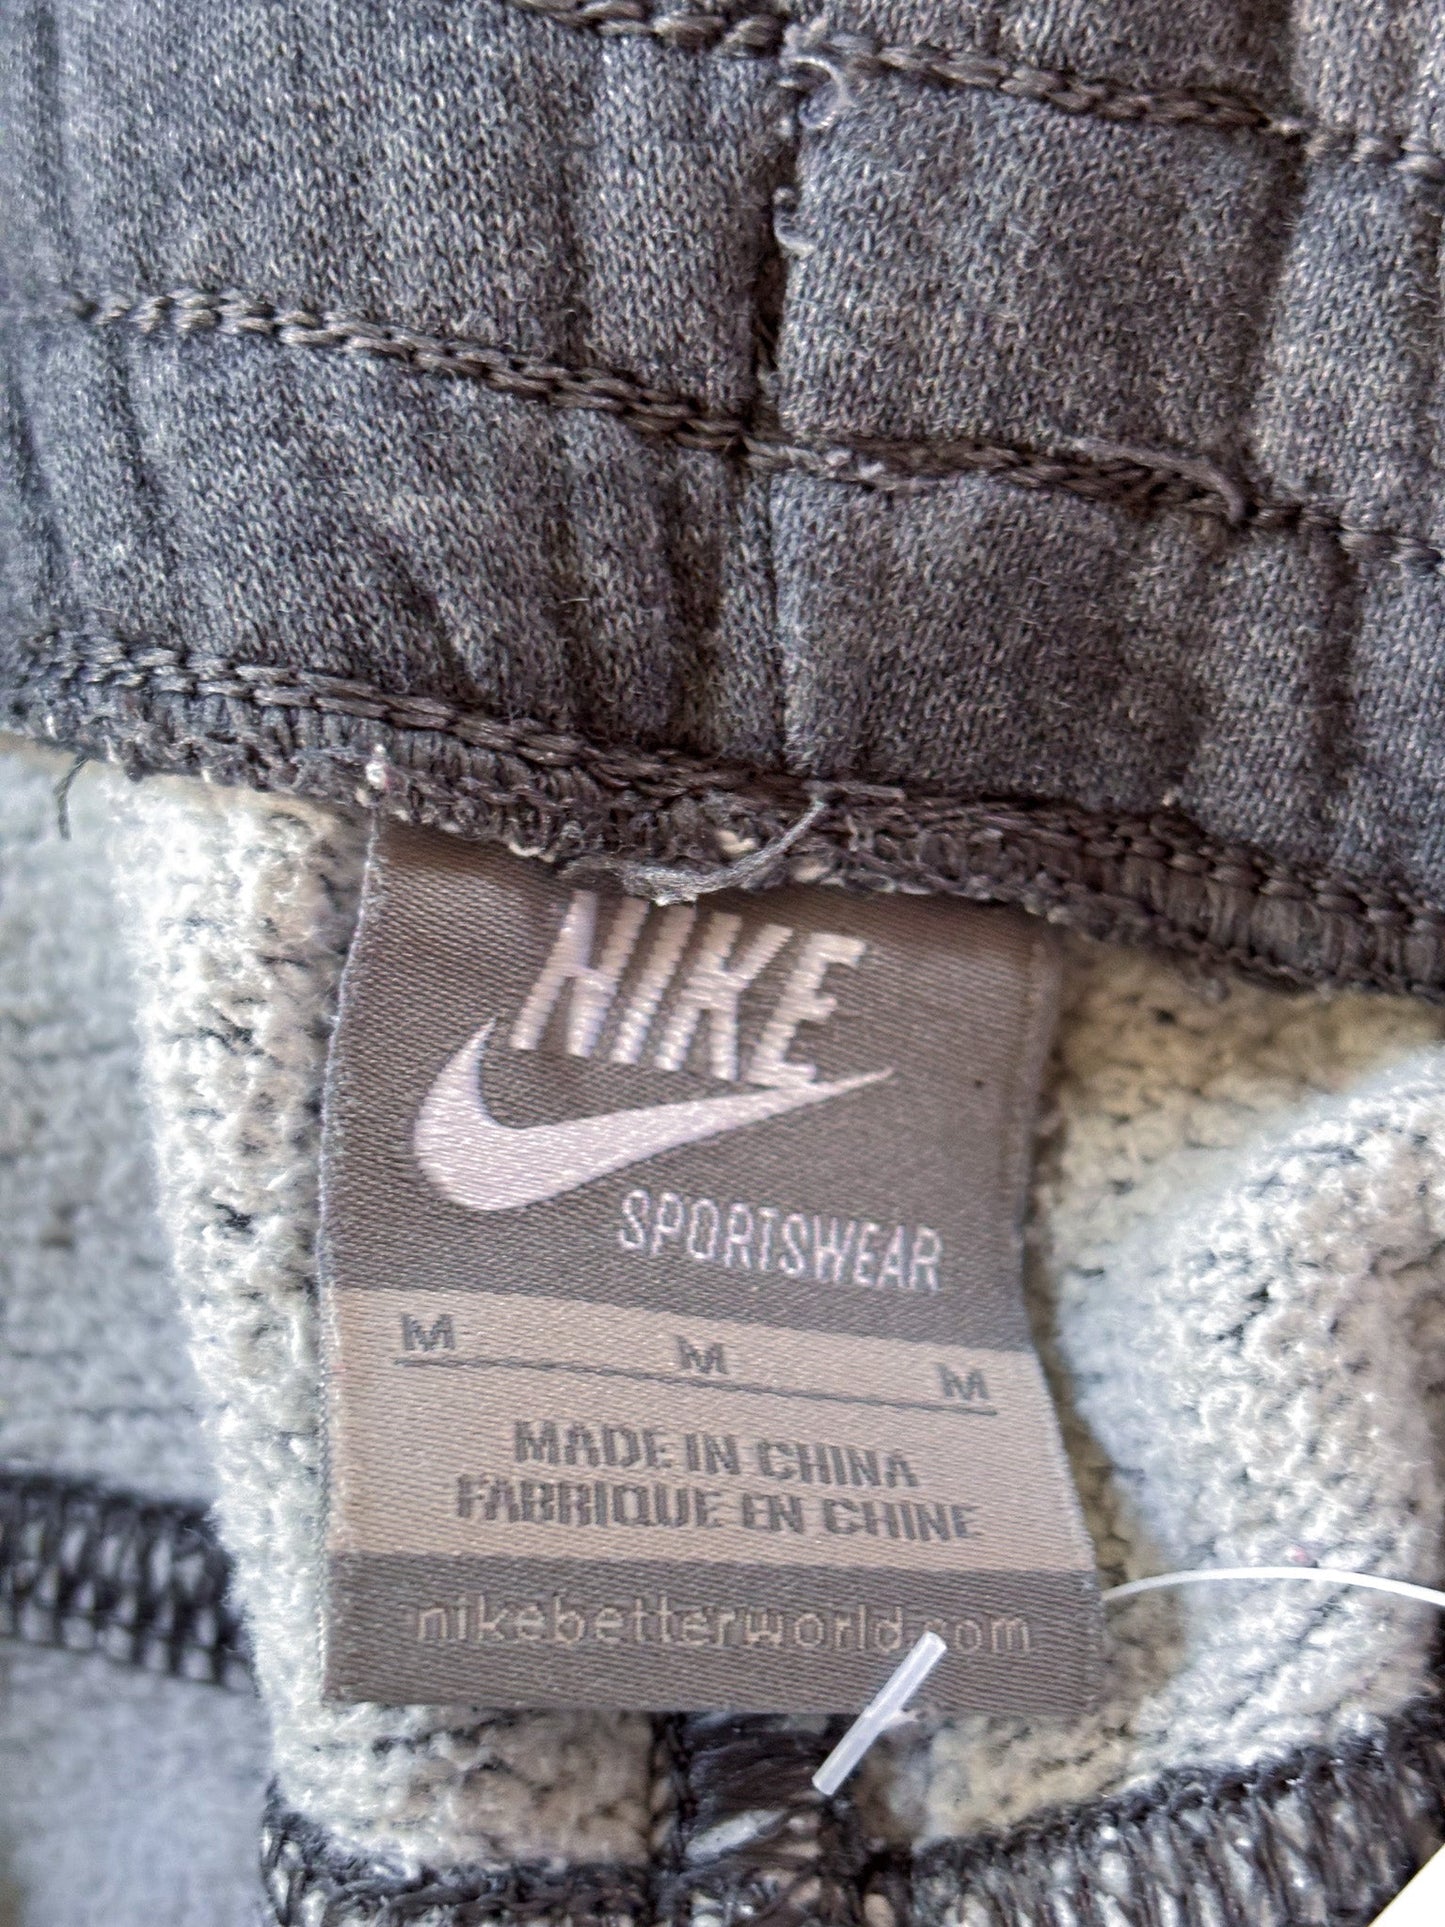 NIKE
SPORTSWEAR
M M M
MADE IN CHINA
FABRIQUE EN CHINE
nikebetterworld.com